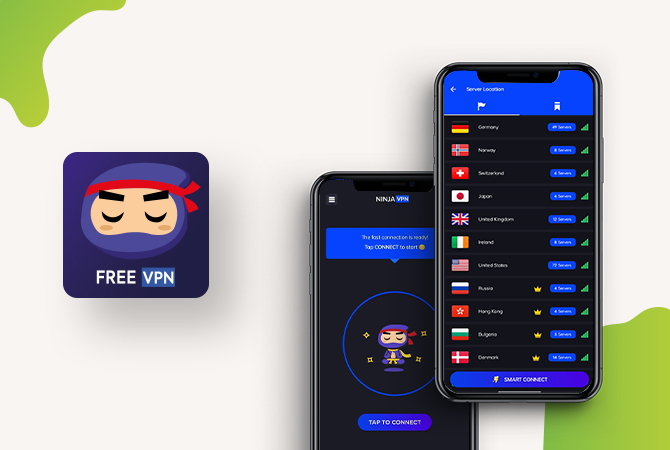 FREE VPN
NINJA VPN
The fast connection is ready!
Tap CONNECT to start
TAP TO CONNECT
Server Location
Germany 49 Servers
Norway 8 Servers
Switzerland 6 Servers
Japan 4 Servers
United Kingdom 12 Servers
Ireland 8 Servers
United States 72 Servers
Russia 4 Servers
Hong Kong 4 Servers
Bulgaria 3 Servers
Denmark 14 Servers
SMART CONNECT